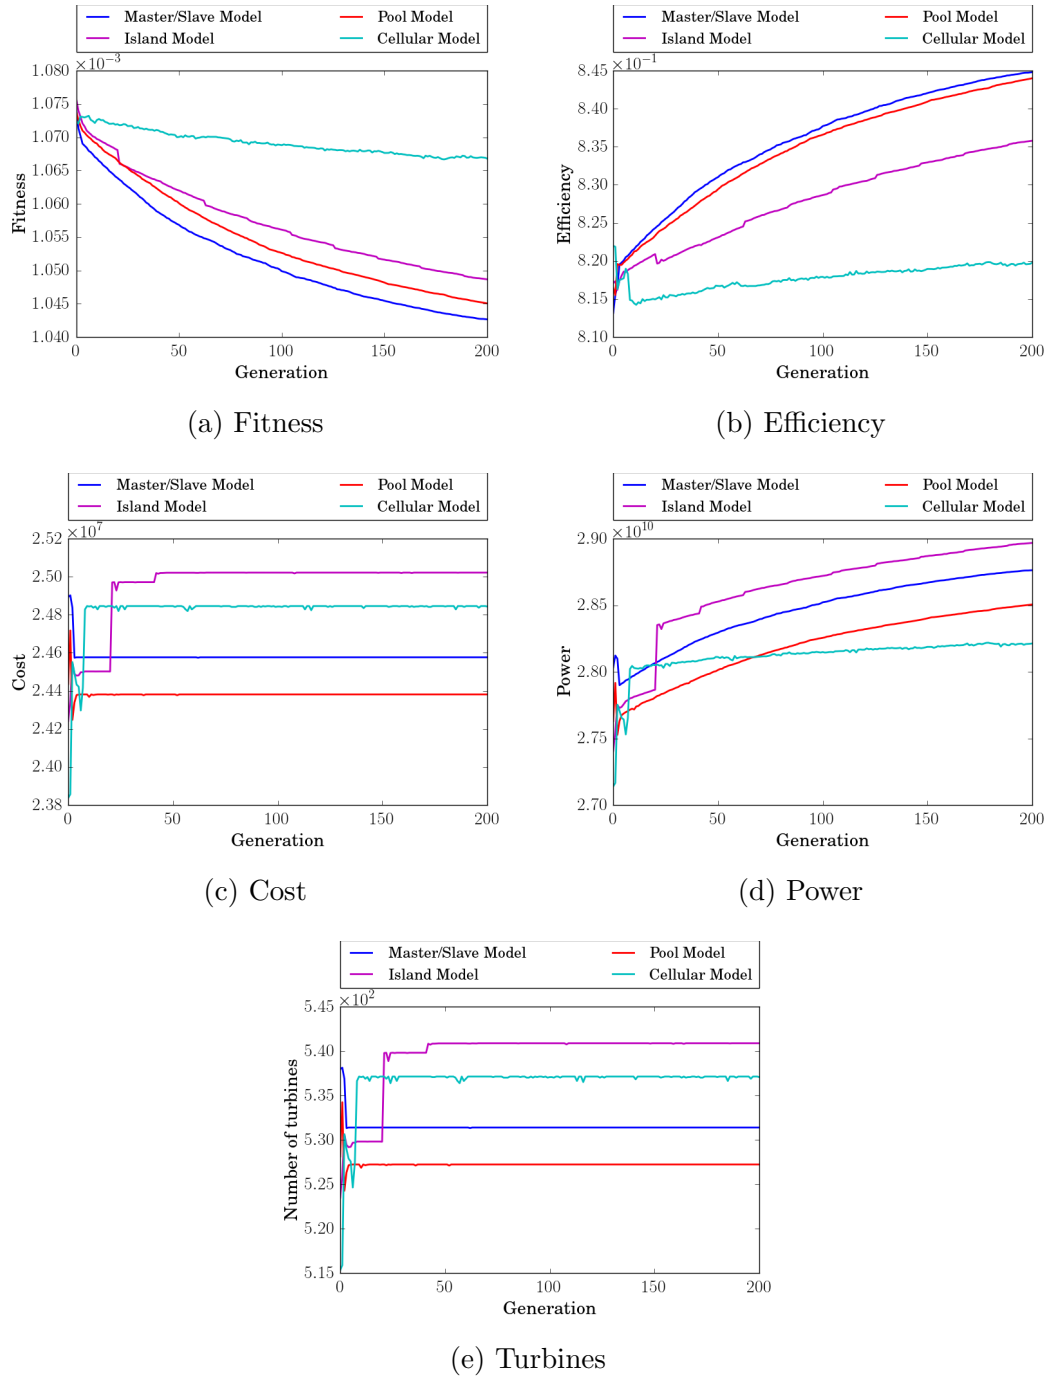 Master/Slave Model Pool Model
Island Model Cellular Model
×10⁻³
1.080
1.075
1.070
1.065
1.060
1.055
1.050
1.045
1.040
Fitness
0 50 100 150 200
Generation
(a) Fitness
Master/Slave Model Pool Model
Island Model Cellular Model
×10⁻¹
8.45
8.40
8.35
8.30
8.25
8.20
8.15
8.10
Efficiency
0 50 100 150 200
Generation
(b) Efficiency
Master/Slave Model Pool Model
Island Model Cellular Model
×10⁷
2.52
2.50
2.48
2.46
2.44
2.42
2.40
2.38
Cost
0 50 100 150 200
Generation
(c) Cost
Master/Slave Model Pool Model
Island Model Cellular Model
×10¹⁰
2.90
2.85
2.80
2.75
2.70
Power
0 50 100 150 200
Generation
(d) Power
Master/Slave Model Pool Model
Island Model Cellular Model
×10²
5.45
5.40
5.35
5.30
5.25
5.20
5.15
Number of turbines
0 50 100 150 200
Generation
(e) Turbines